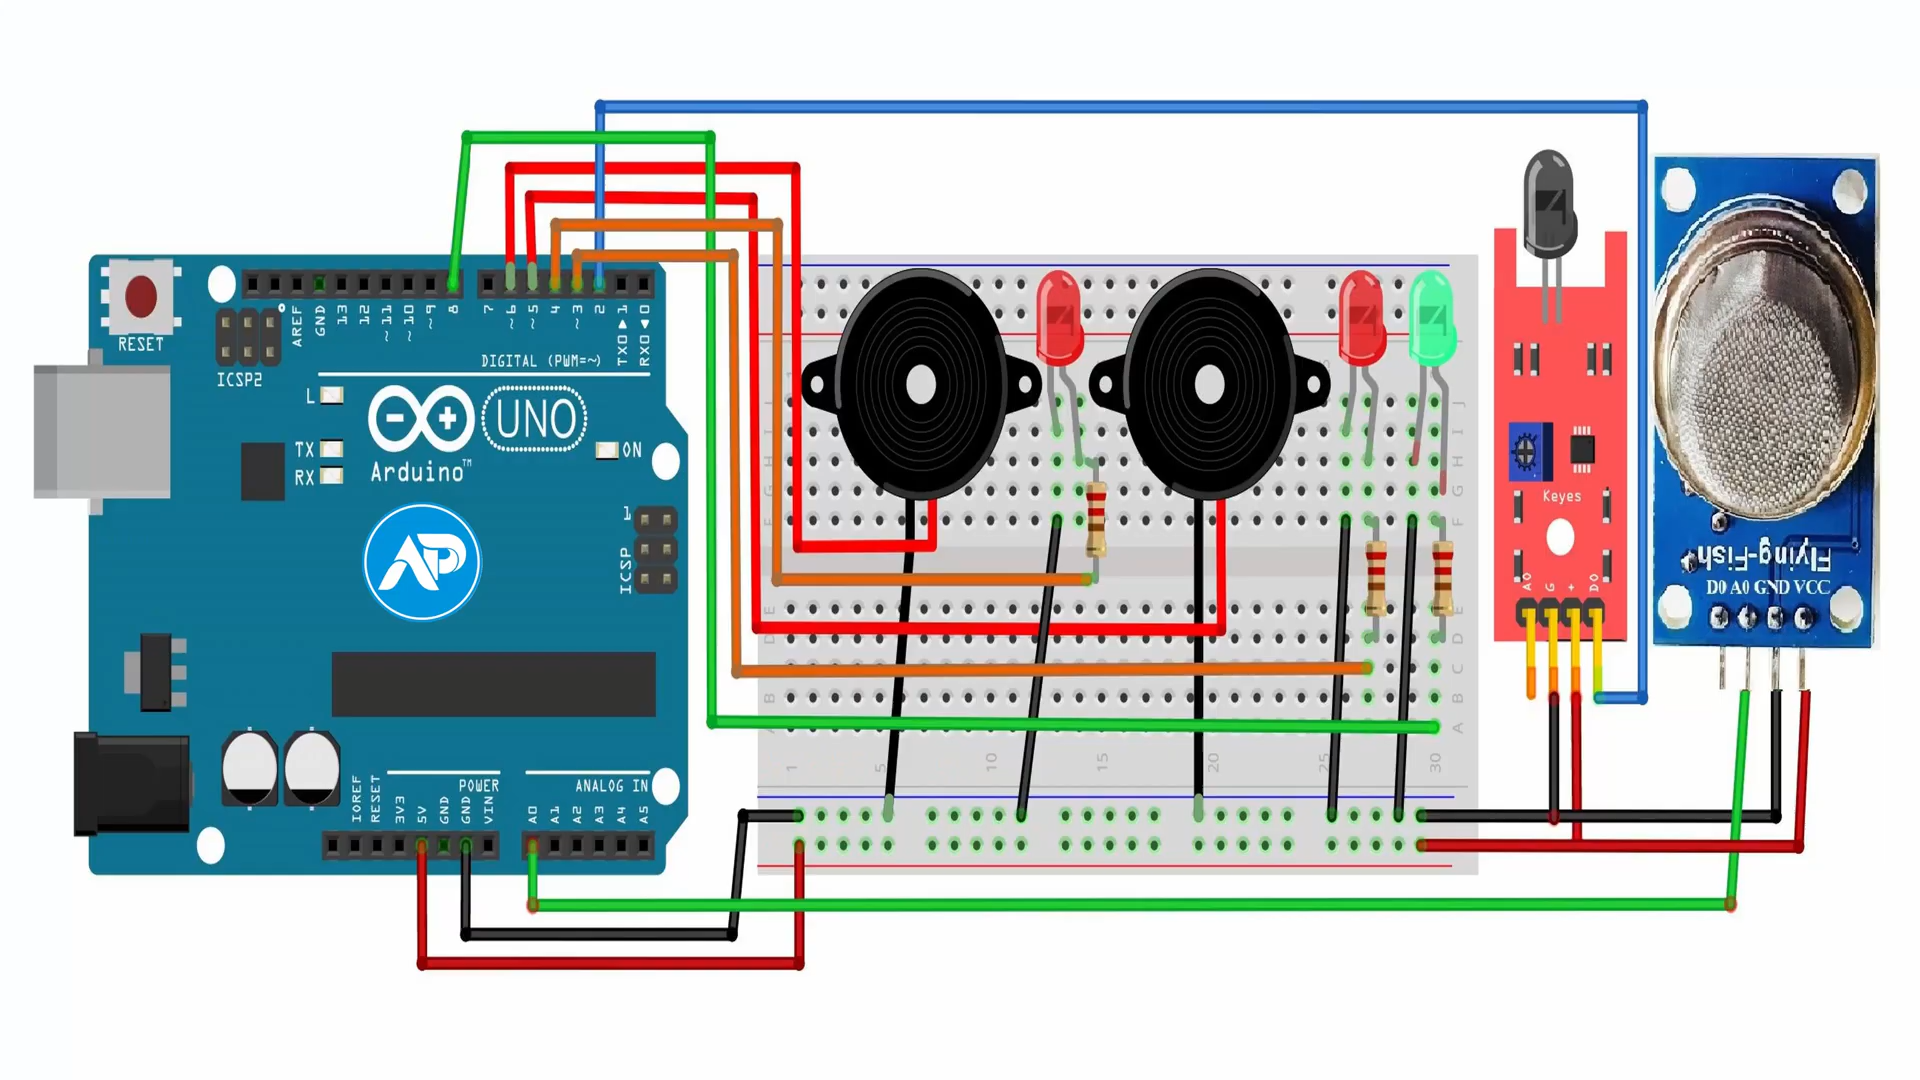 RESET
ICSP2
AREF
GND
13
12
~11
~10
~9
8
7
~6
~5
4
~3
2
TX0▶1
RX0◀0
DIGITAL (PWM=~)
L
TX
RX
UNO
ON
Arduino™
1
ICSP
AP
IOREF
RESET
3V3
5V
GND
GND
VIN
POWER
ANALOG IN
A0
A1
A2
A3
A4
A5
J
I
H
G
F
E
D
C
B
A
E
D
B
1
5
10
15
20
25
30
Keyes
A0
G
+
D0
Flying-Fish
D0 A0 GND VCC